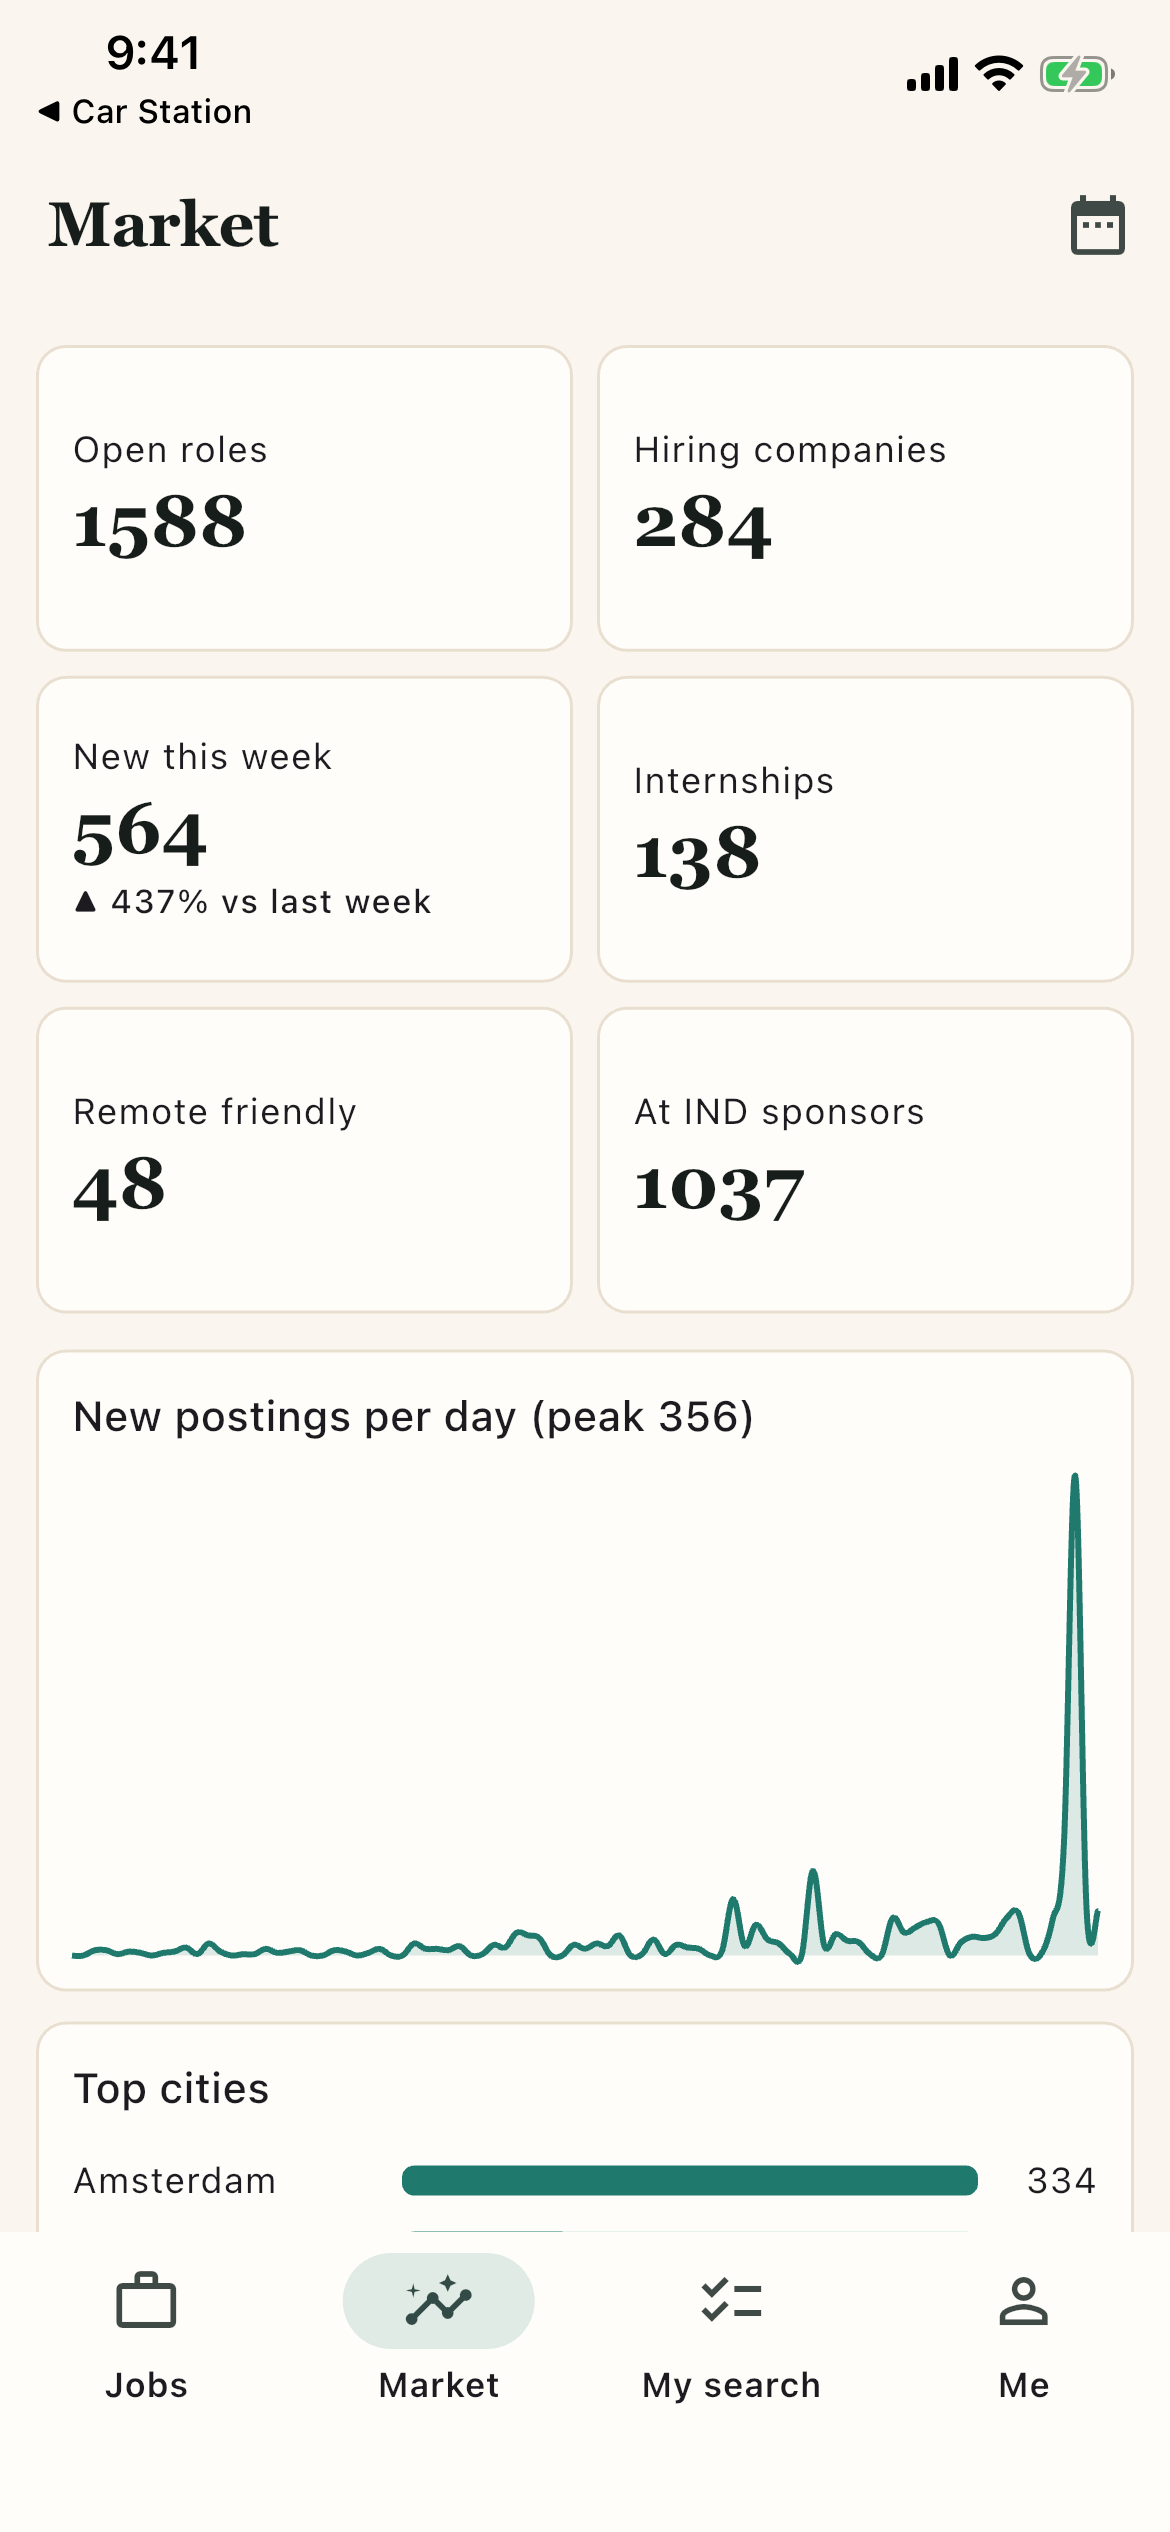 9:41
◀ Car Station
Market
Open roles
1588
Hiring companies
284
New this week
564
▲ 437% vs last week
Internships
138
Remote friendly
48
At IND sponsors
1037
New postings per day (peak 356)
Top cities
Amsterdam 334
Jobs
Market
My search
Me